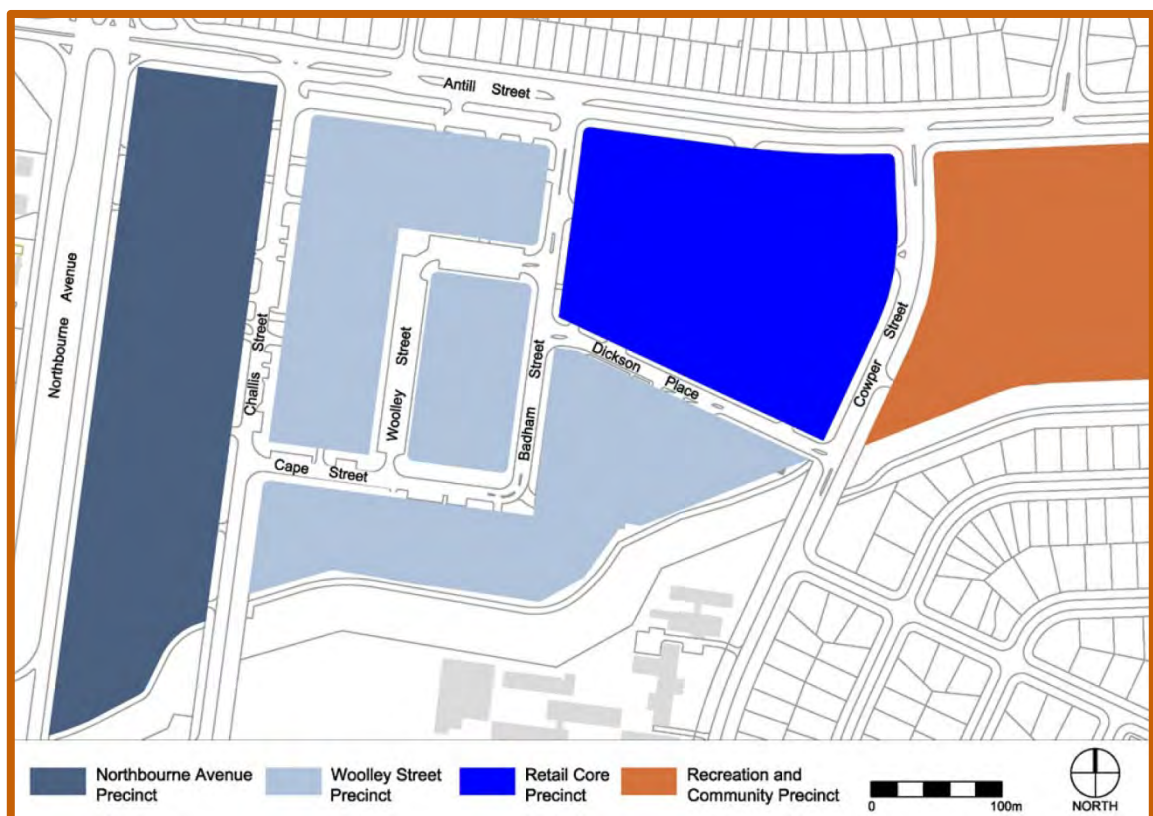 Antill Street
Northbourne Avenue
Challis Street
Woolley Street
Badham Street
Dickson Place
Cowper Street
Cape Street
Northbourne Avenue
Precinct
Woolley Street
Precinct
Retail Core
Precinct
Recreation and
Community Precinct
0 100m
NORTH